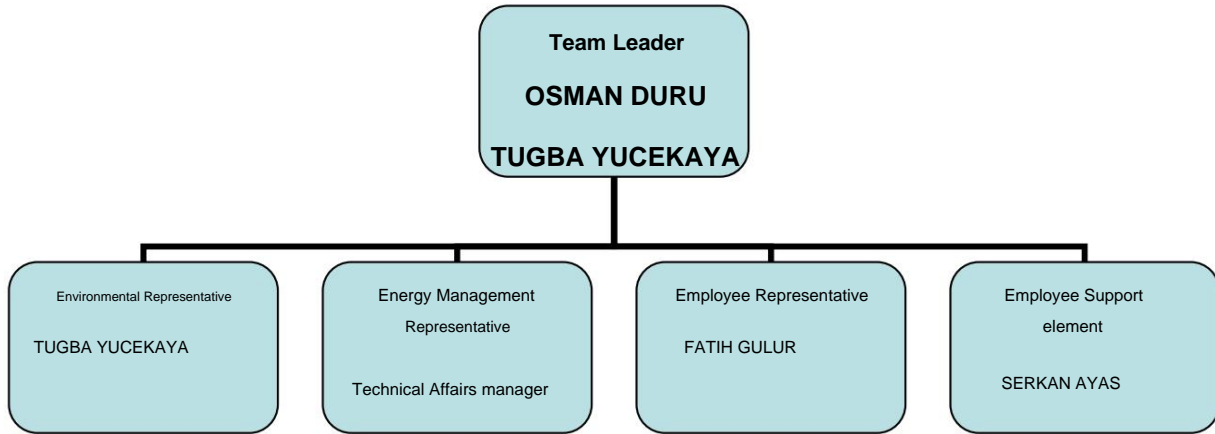 Team Leader
OSMAN DURU
TUGBA YUCEKAYA
Environmental Representative
TUGBA YUCEKAYA
Energy Management
Representative
Technical Affairs manager
Employee Representative
FATIH GULUR
Employee Support
element
SERKAN AYAS